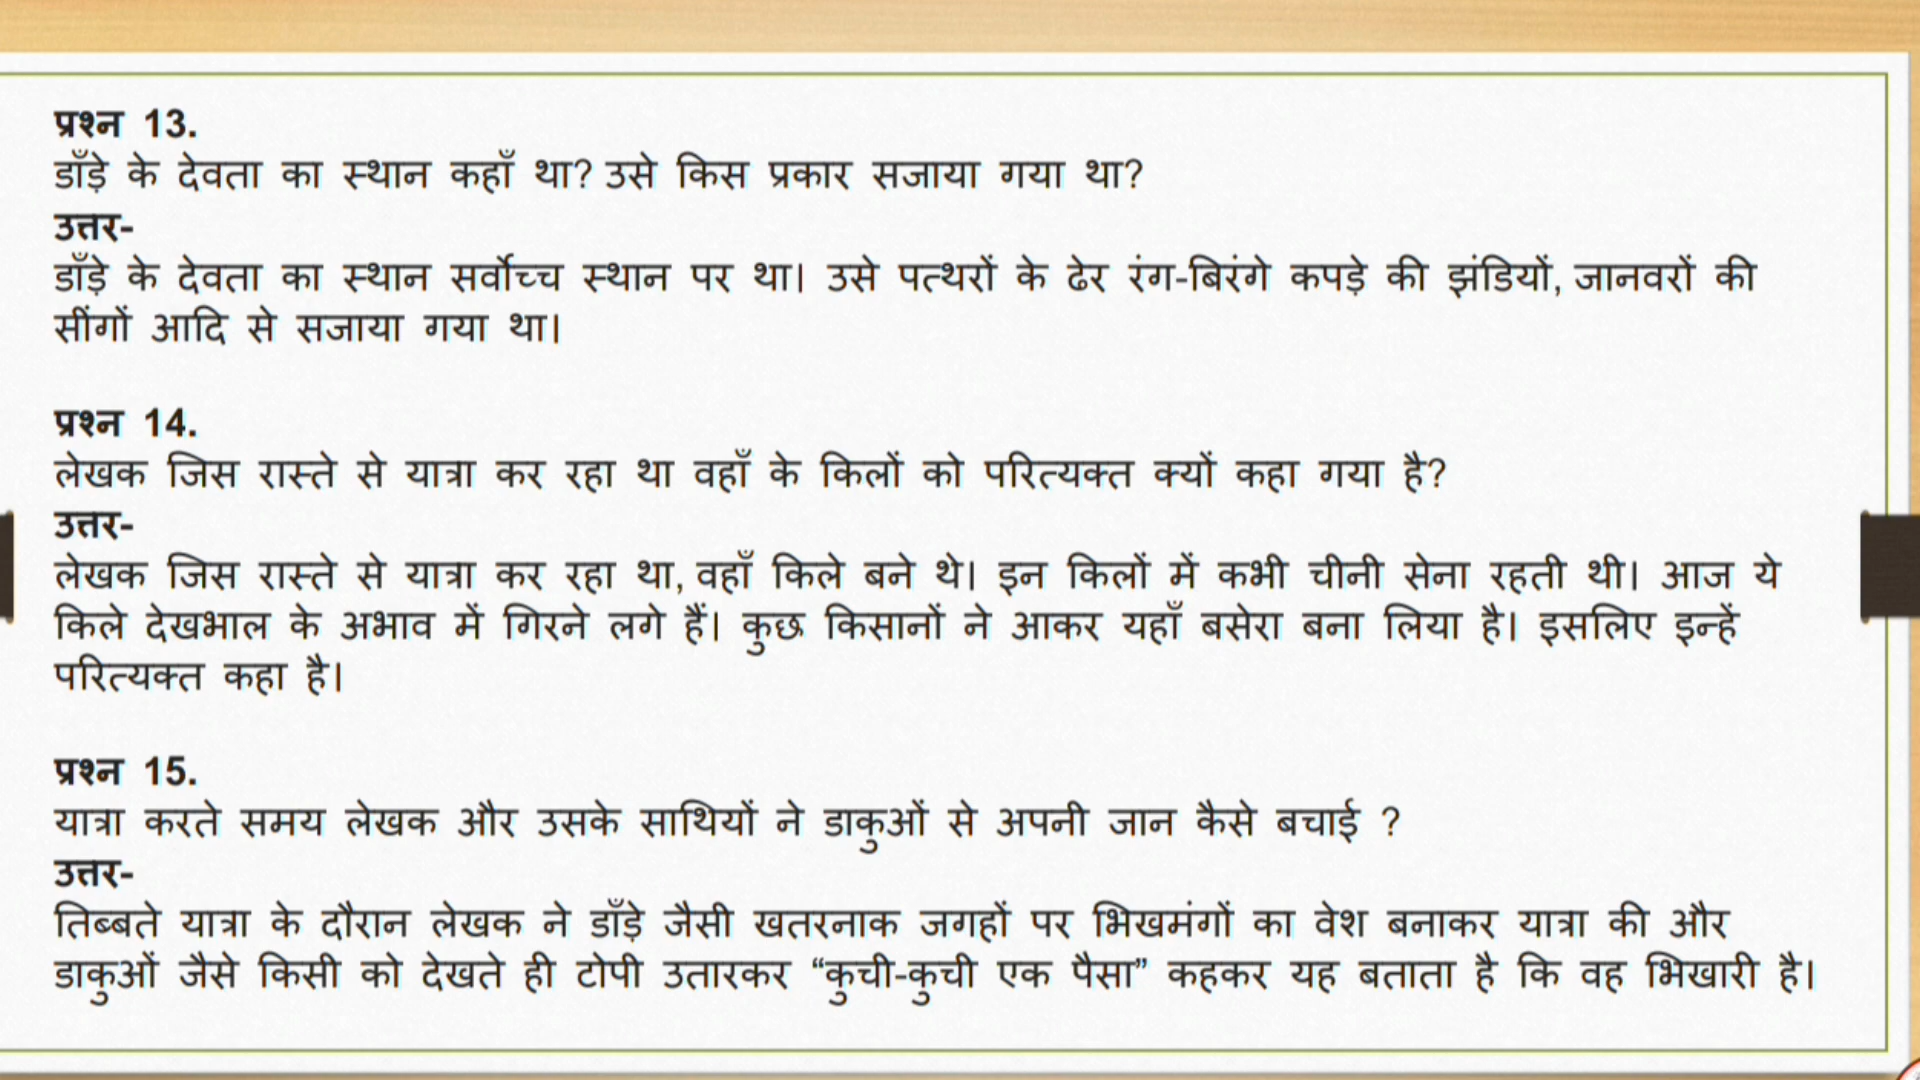 प्रश्न 13.
डाँड़े के देवता का स्थान कहाँ था? उसे किस प्रकार सजाया गया था?
उत्तर-
डाँड़े के देवता का स्थान सर्वोच्च स्थान पर था। उसे पत्थरों के ढेर रंग-बिरंगे कपड़े की झंडियों, जानवरों की
सींगों आदि से सजाया गया था।
प्रश्न 14.
लेखक जिस रास्ते से यात्रा कर रहा था वहाँ के किलों को परित्यक्त क्यों कहा गया है?
उत्तर-
लेखक जिस रास्ते से यात्रा कर रहा था, वहाँ किले बने थे। इन किलों में कभी चीनी सेना रहती थी। आज ये
किले देखभाल के अभाव में गिरने लगे हैं। कुछ किसानों ने आकर यहाँ बसेरा बना लिया है। इसलिए इन्हें
परित्यक्त कहा है।
प्रश्न 15.
यात्रा करते समय लेखक और उसके साथियों ने डाकुओं से अपनी जान कैसे बचाई ?
उत्तर-
तिब्बते यात्रा के दौरान लेखक ने डाँड़े जैसी खतरनाक जगहों पर भिखमंगों का वेश बनाकर यात्रा की और
डाकुओं जैसे किसी को देखते ही टोपी उतारकर “कुची-कुची एक पैसा” कहकर यह बताता है कि वह भिखारी है।